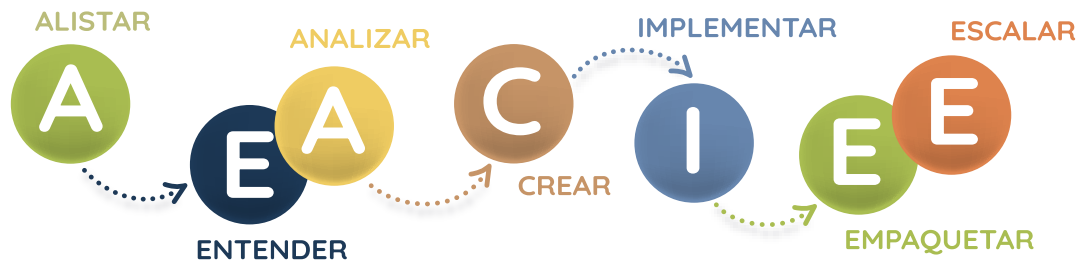 ALISTAR
A
ENTENDER
E
ANALIZAR
A
CREAR
C
IMPLEMENTAR
I
EMPAQUETAR
E
ESCALAR
E